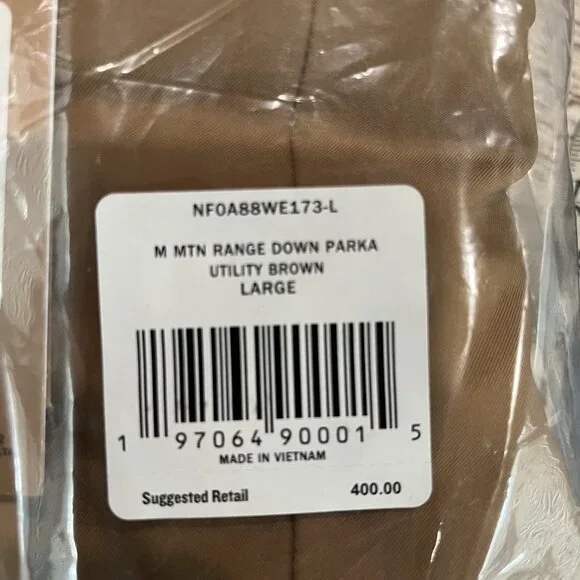 NF0A88WE173-L
M MTN RANGE DOWN PARKA
UTILITY BROWN
LARGE
1 97064 90001 5
MADE IN VIETNAM
Suggested Retail 400.00